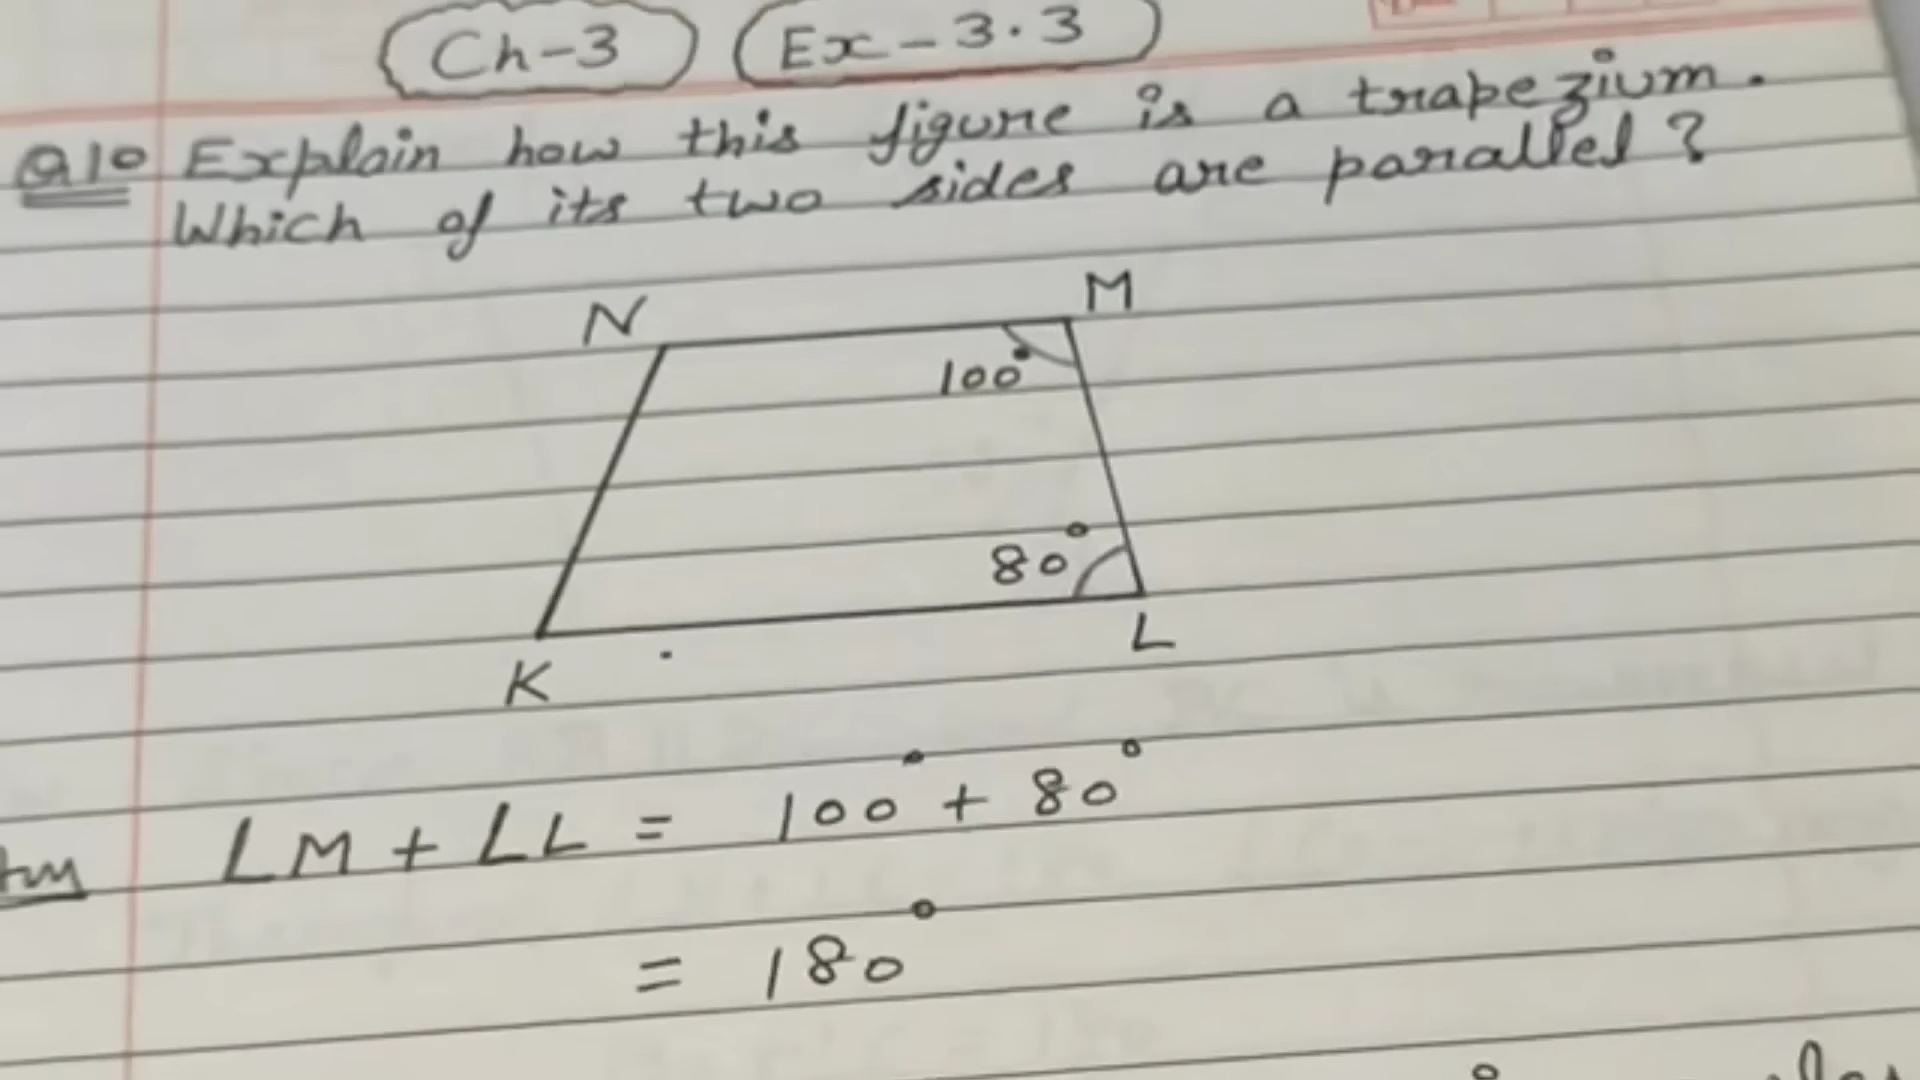 Ch-3 Ex-3.3
Q10 Explain how this figure is a trapezium.
Which of its two sides are parallel?
N M
100°
80°
K L
∠M + ∠L = 100° + 80°
= 180°